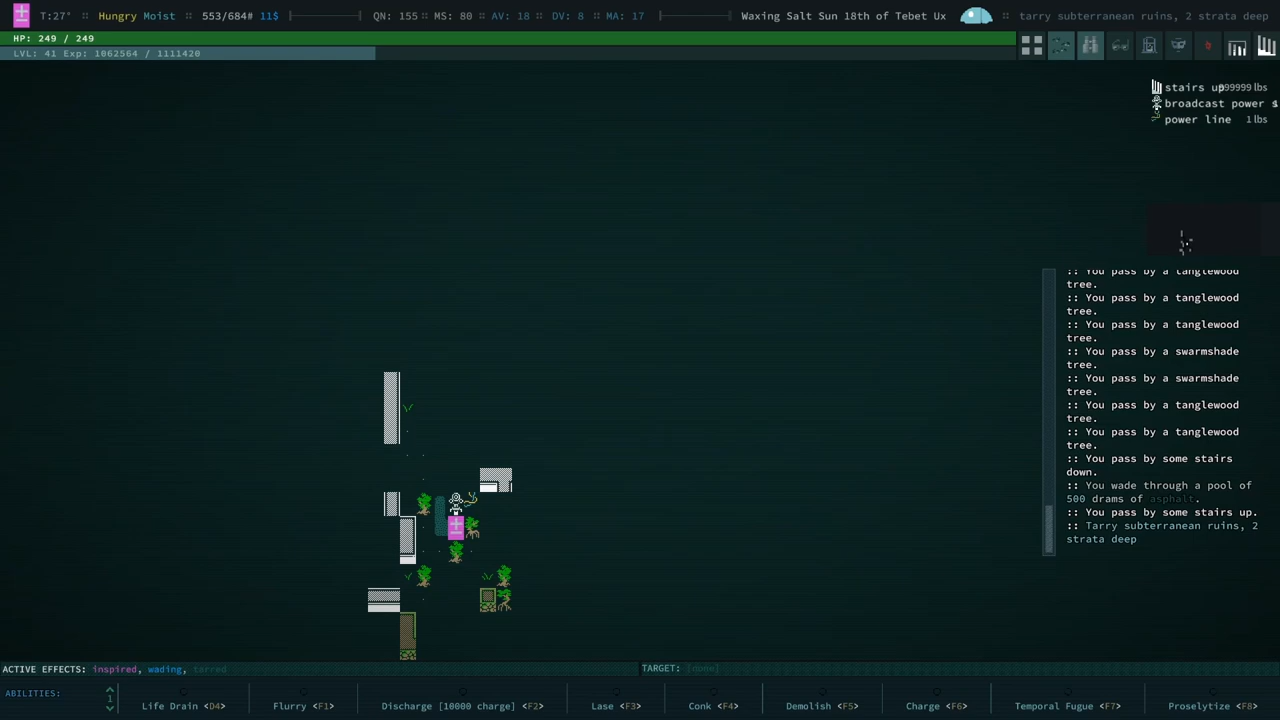 T:27° :: Hungry Moist :: 553/684# 11$ QN: 155 :: MS: 80 :: AV: 18 :: DV: 8 :: MA: 17 Waxing Salt Sun 18th of Tebet Ux :: tarry subterranean ruins, 2 strata deep
HP: 249 / 249
LVL: 41 Exp: 1062564 / 1111420
stairs up 999999 lbs
broadcast power s
power line 1 lbs
:: You pass by a tanglewood
tree.
:: You pass by a tanglewood
tree.
:: You pass by a tanglewood
tree.
:: You pass by a swarmshade
tree.
:: You pass by a swarmshade
tree.
:: You pass by a tanglewood
tree.
:: You pass by a tanglewood
tree.
:: You pass by some stairs
down.
:: You wade through a pool of
500 drams of asphalt.
:: You pass by some stairs up.
:: Tarry subterranean ruins, 2
strata deep
ACTIVE EFFECTS: inspired, wading, tarred TARGET: [none]
ABILITIES: 1 Life Drain <D4> Flurry <F1> Discharge [10000 charge] <F2> Lase <F3> Conk <F4> Demolish <F5> Charge <F6> Temporal Fugue <F7> Proselytize <F8>